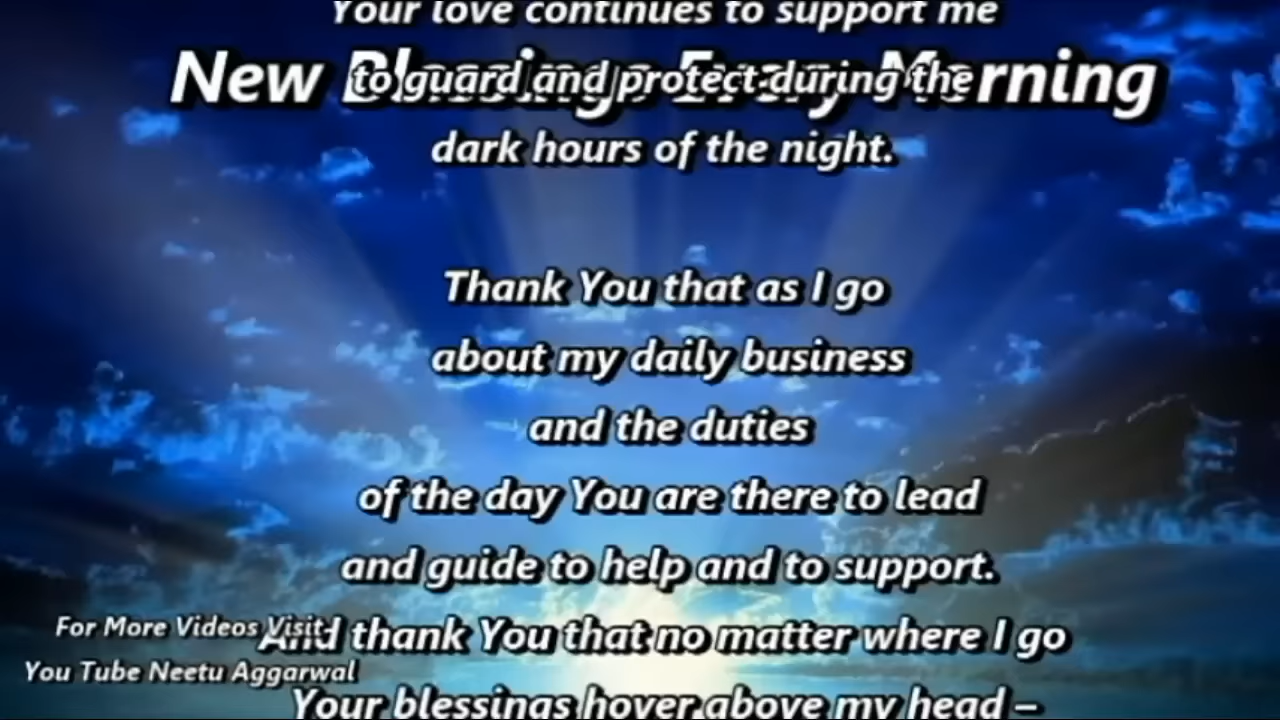 Your love continues to support me
New Blessings Every Morning
to guard and protect during the
dark hours of the night.
Thank You that as I go
about my daily business
and the duties
of the day You are there to lead
and guide to help and to support.
For More Videos Visit
And thank You that no matter where I go
You Tube Neetu Aggarwal
Your blessings hover above my head –